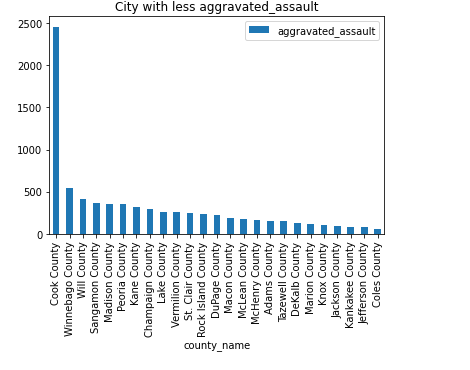 City with less aggravated_assault
aggravated_assault
2500
2000
1500
1000
500
0
Cook County
Winnebago County
Will County
Sangamon County
Madison County
Peoria County
Kane County
Champaign County
Lake County
Vermilion County
St. Clair County
Rock Island County
DuPage County
Macon County
McLean County
McHenry County
Adams County
Tazewell County
DeKalb County
Marion County
Knox County
Jackson County
Kankakee County
Jefferson County
Coles County
county_name